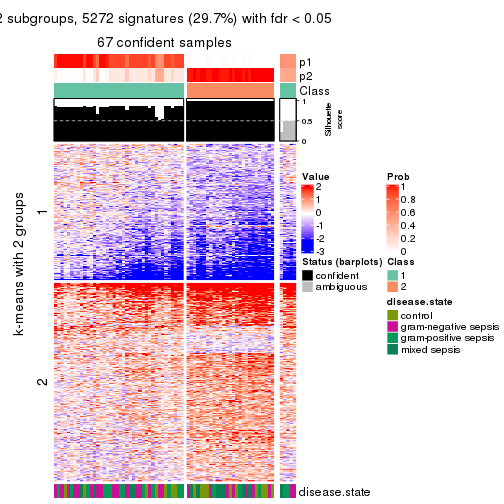 2 subgroups, 5272 signatures (29.7%) with fdr < 0.05
67 confident samples
p1
p2
Class
1
0.5
0
Silhouette
score
k-means with 2 groups
1
2
Value
2
1
0
-1
-2
-3
Prob
1
0.8
0.6
0.4
0.2
0
Status (barplots)
confident
ambiguous
Class
1
2
disease.state
control
gram-negative sepsis
gram-positive sepsis
mixed sepsis
disease.state